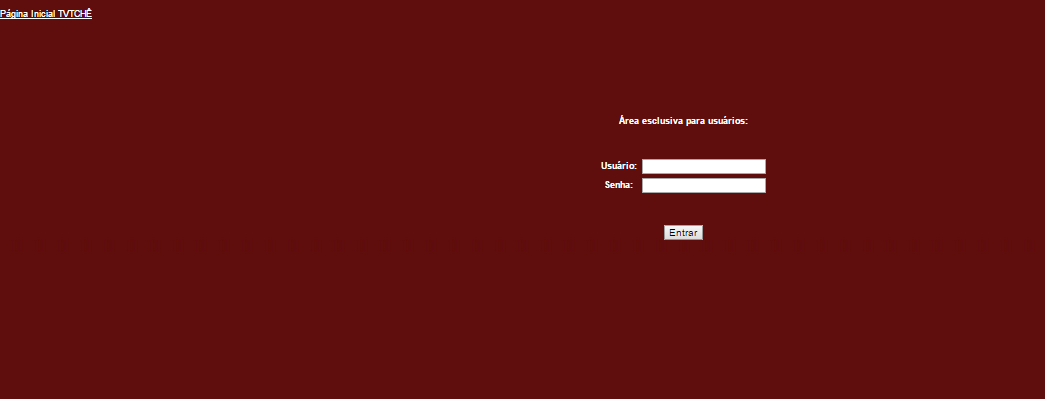 Página Inicial TVTCHÊ
Área esclusiva para usuários:
Usuário:
Senha:
Entrar